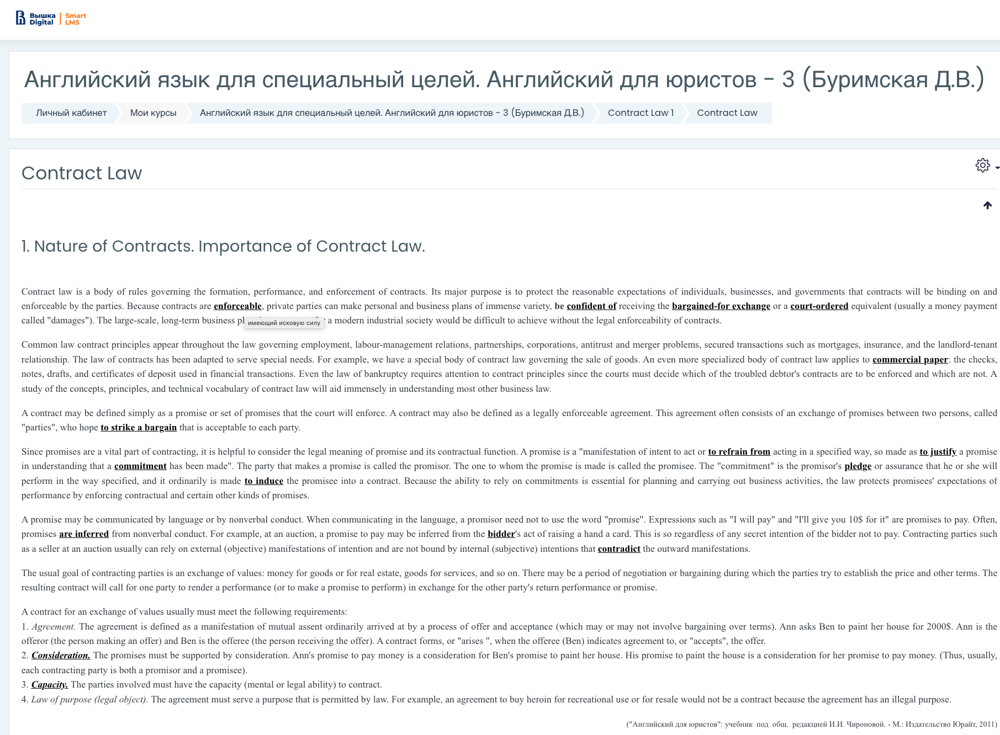 Вышка Digital | Smart LMS
Английский язык для специальный целей. Английский для юристов - 3 (Буримская Д.В.)
Личный кабинет Мои курсы Английский язык для специальный целей. Английский для юристов - 3 (Буримская Д.В.) Contract Law 1 Contract Law
Contract Law
1. Nature of Contracts. Importance of Contract Law.
Contract law is a body of rules governing the formation, performance, and enforcement of contracts. Its major purpose is to protect the reasonable expectations of individuals, businesses, and governments that contracts will be binding on and
enforceable by the parties. Because contracts are enforceable, private parties can make personal and business plans of immense variety, be confident of receiving the bargained-for exchange or a court-ordered equivalent (usually a money payment
called "damages"). The large-scale, long-term business pl a modern industrial society would be difficult to achieve without the legal enforceability of contracts.
имеющий исковую силу
Common law contract principles appear throughout the law governing employment, labour-management relations, partnerships, corporations, antitrust and merger problems, secured transactions such as mortgages, insurance, and the landlord-tenant
relationship. The law of contracts has been adapted to serve special needs. For example, we have a special body of contract law governing the sale of goods. An even more specialized body of contract law applies to commercial paper: the checks,
notes, drafts, and certificates of deposit used in financial transactions. Even the law of bankruptcy requires attention to contract principles since the courts must decide which of the troubled debtor's contracts are to be enforced and which are not. A
study of the concepts, principles, and technical vocabulary of contract law will aid immensely in understanding most other business law.
A contract may be defined simply as a promise or set of promises that the court will enforce. A contract may also be defined as a legally enforceable agreement. This agreement often consists of an exchange of promises between two persons, called
"parties", who hope to strike a bargain that is acceptable to each party.
Since promises are a vital part of contracting, it is helpful to consider the legal meaning of promise and its contractual function. A promise is a "manifestation of intent to act or to refrain from acting in a specified way, so made as to justify a promise
in understanding that a commitment has been made". The party that makes a promise is called the promisor. The one to whom the promise is made is called the promisee. The "commitment" is the promisor's pledge or assurance that he or she will
perform in the way specified, and it ordinarily is made to induce the promisee into a contract. Because the ability to rely on commitments is essential for planning and carrying out business activities, the law protects promisees' expectations of
performance by enforcing contractual and certain other kinds of promises.
A promise may be communicated by language or by nonverbal conduct. When communicating in the language, a promisor need not to use the word "promise". Expressions such as "I will pay" and "I'll give you 10$ for it" are promises to pay. Often,
promises are inferred from nonverbal conduct. For example, at an auction, a promise to pay may be inferred from the bidder's act of raising a hand a card. This is so regardless of any secret intention of the bidder not to pay. Contracting parties such
as a seller at an auction usually can rely on external (objective) manifestations of intention and are not bound by internal (subjective) intentions that contradict the outward manifestations.
The usual goal of contracting parties is an exchange of values: money for goods or for real estate, goods for services, and so on. There may be a period of negotiation or bargaining during which the parties try to establish the price and other terms. The
resulting contract will call for one party to render a performance (or to make a promise to perform) in exchange for the other party's return performance or promise.
A contract for an exchange of values usually must meet the following requirements:
1. Agreement. The agreement is defined as a manifestation of mutual assent ordinarily arrived at by a process of offer and acceptance (which may or may not involve bargaining over terms). Ann asks Ben to paint her house for 2000$. Ann is the
offeror (the person making an offer) and Ben is the offeree (the person receiving the offer). A contract forms, or "arises ", when the offeree (Ben) indicates agreement to, or "accepts", the offer.
2. Consideration. The promises must be supported by consideration. Ann's promise to pay money is a consideration for Ben's promise to paint her house. His promise to paint the house is a consideration for her promise to pay money. (Thus, usually,
each contracting party is both a promisor and a promisee).
3. Capacity. The parties involved must have the capacity (mental or legal ability) to contract.
4. Law of purpose (legal object). The agreement must serve a purpose that is permitted by law. For example, an agreement to buy heroin for recreational use or for resale would not be a contract because the agreement has an illegal purpose.
("Английский для юристов": учебник под общ. редакцией И.И. Чироновой. - М.: Издательство Юрайт, 2011)